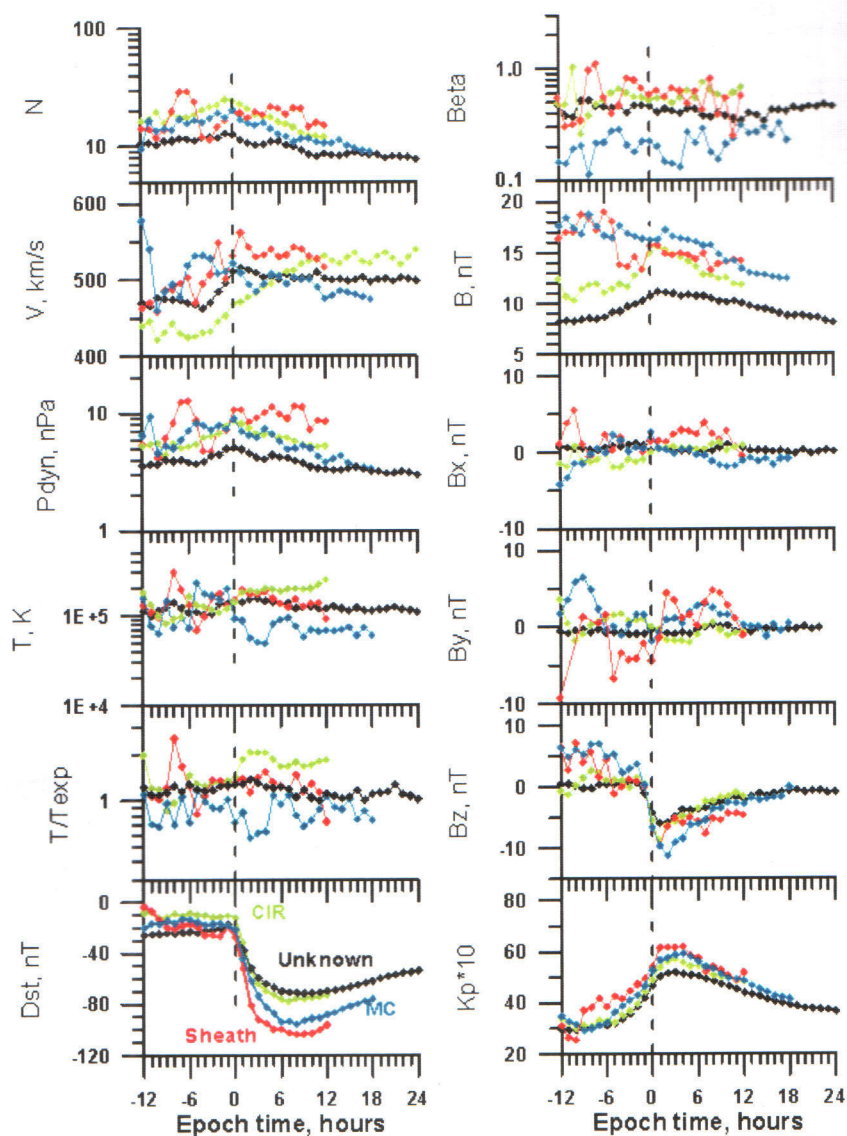 N
100
10
V, km/s
600
500
400
Pdyn, nPa
10
1
T, K
1E+5
1E +4
T/Texp
1
Dst, nT
0
-40
-80
-120
CIR
Unknown
MC
Sheath
-12 -6 0 6 12 18 24
Epoch time, hours
Beta
1.0
0.1
B, nT
20
15
10
5
Bx, nT
10
0
-10
By, nT
10
0
-10
Bz, nT
10
0
-10
Kp*10
80
60
40
20
-12 -6 0 6 12 18 24
Epoch time, hours